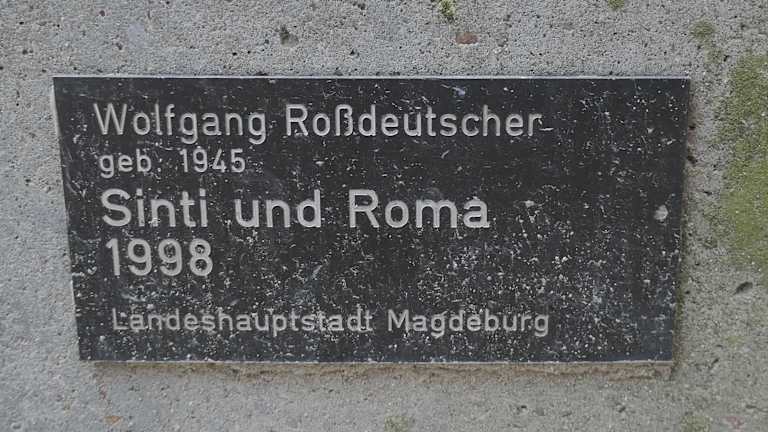 Wolfgang Roßdeutscher
geb. 1945
Sinti und Roma
1998
Landeshauptstadt Magdeburg